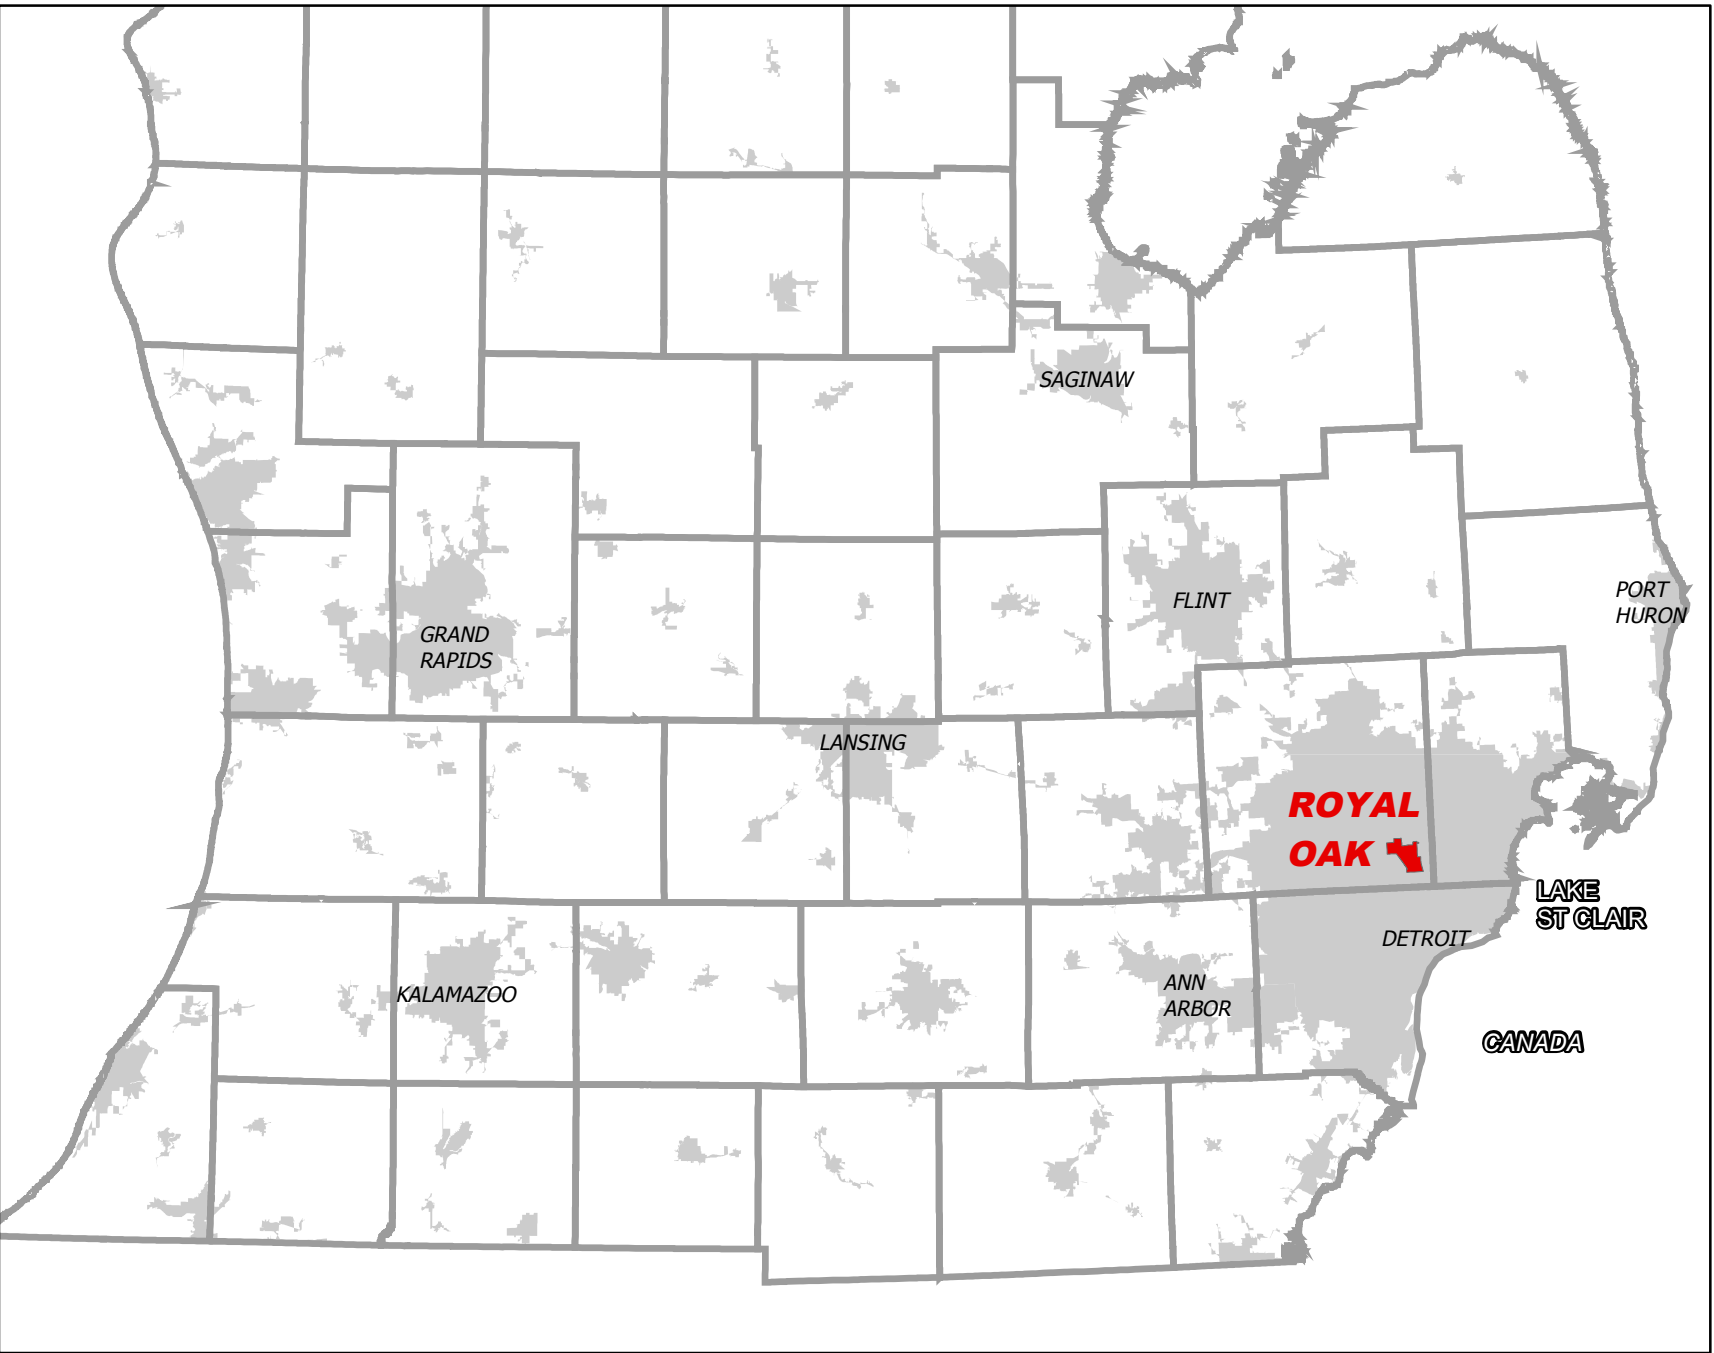 SAGINAW
PORT
HURON
FLINT
GRAND
RAPIDS
LANSING
ROYAL
OAK
LAKE
ST CLAIR
DETROIT
KALAMAZOO
ANN
ARBOR
CANADA